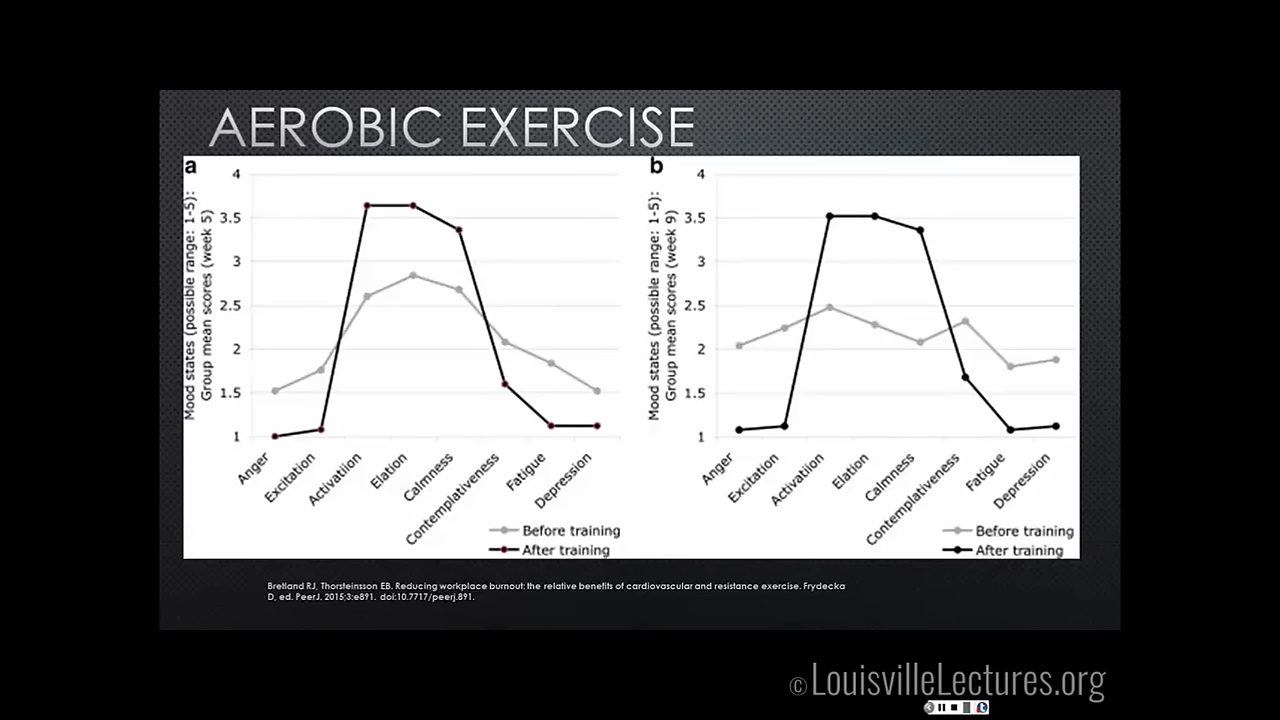 AEROBIC EXERCISE
a
Mood states (possible range: 1-5):
Group mean scores (week 5)
4
3.5
3
2.5
2
1.5
1
Anger
Excitation
Activatiion
Elation
Calmness
Contemplativeness
Fatigue
Depression
Before training
After training
b
Mood states (possible range: 1-5):
Group mean scores (week 9)
4
3.5
3
2.5
2
1.5
1
Anger
Excitation
Activatiion
Elation
Calmness
Contemplativeness
Fatigue
Depression
Before training
After training
Bretland RJ, Thorsteinsson EB. Reducing workplace burnout: the relative benefits of cardiovascular and resistance exercise. Frydecka
D, ed. PeerJ. 2015;3:e891. doi:10.7717/peerj.891.
© LouisvilleLectures.org